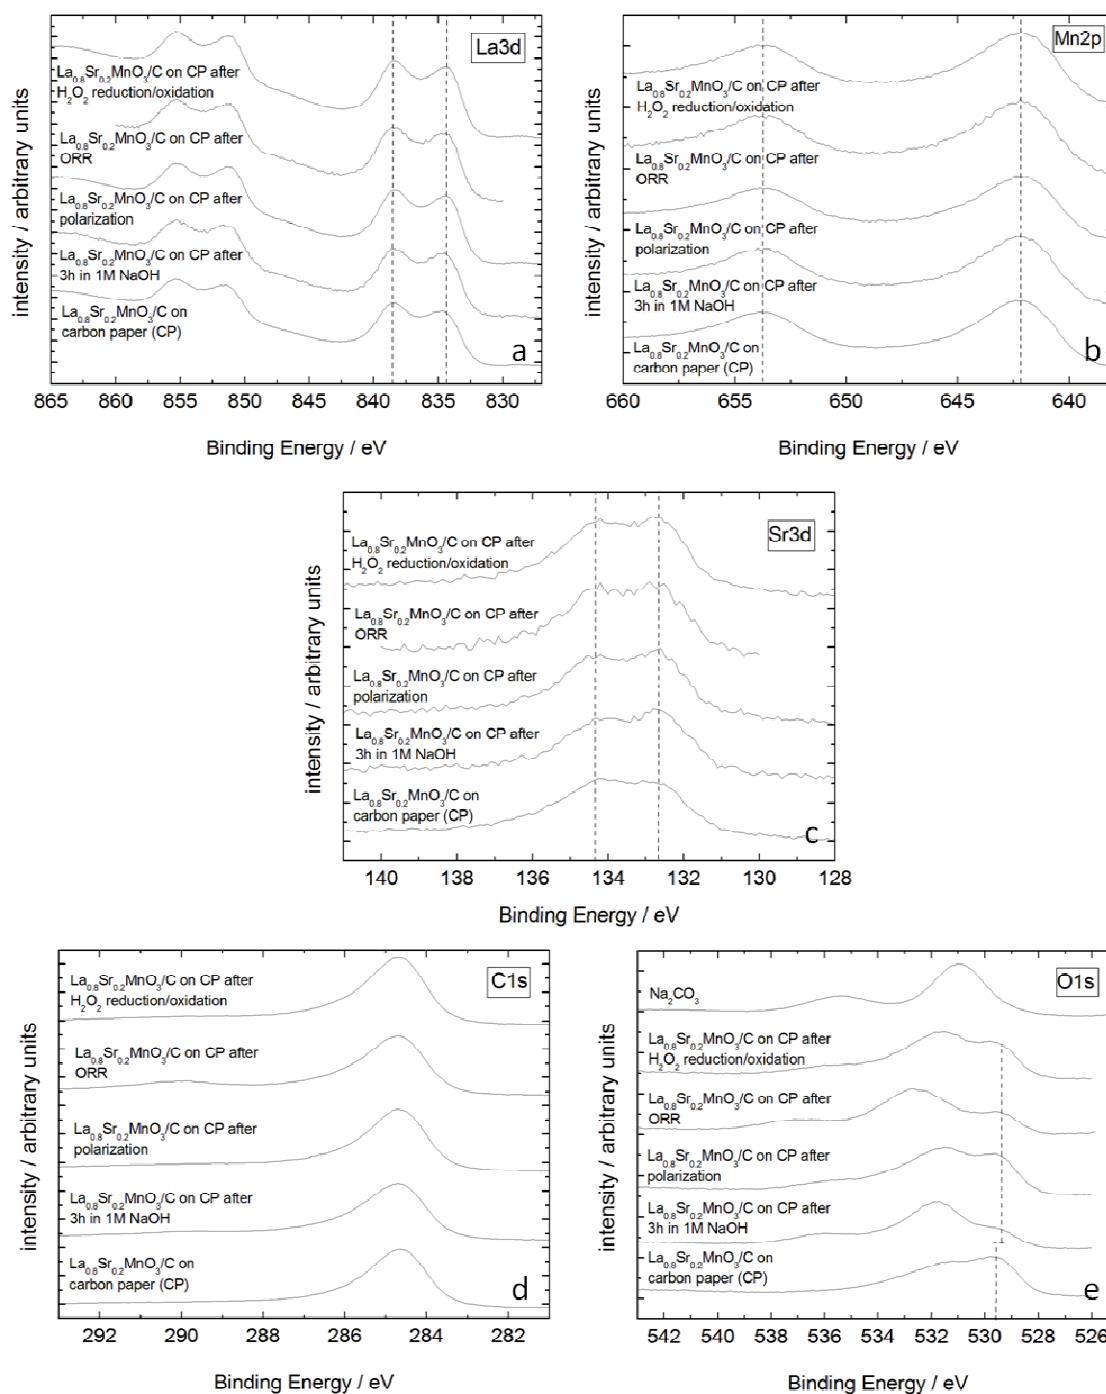 La3d
La0.8Sr0.2MnO3/C on CP after
H2O2 reduction/oxidation
La0.8Sr0.2MnO3/C on CP after
ORR
La0.8Sr0.2MnO3/C on CP after
polarization
La0.8Sr0.2MnO3/C on CP after
3h in 1M NaOH
La0.8Sr0.2MnO3/C on
carbon paper (CP)
a
intensity / arbitrary units
865 860 855 850 845 840 835 830
Binding Energy / eV
Mn2p
La0.8Sr0.2MnO3/C on CP after
H2O2 reduction/oxidation
La0.8Sr0.2MnO3/C on CP after
ORR
La0.8Sr0.2MnO3/C on CP after
polarization
La0.8Sr0.2MnO3/C on CP after
3h in 1M NaOH
La0.8Sr0.2MnO3/C on
carbon paper (CP)
b
intensity / arbitrary units
660 655 650 645 640
Binding Energy / eV
Sr3d
La0.8Sr0.2MnO3/C on CP after
H2O2 reduction/oxidation
La0.8Sr0.2MnO3/C on CP after
ORR
La0.8Sr0.2MnO3/C on CP after
polarization
La0.8Sr0.2MnO3/C on CP after
3h in 1M NaOH
La0.8Sr0.2MnO3/C on
carbon paper (CP)
c
intensity / arbitrary units
140 138 136 134 132 130 128
Binding Energy / eV
C1s
La0.8Sr0.2MnO3/C on CP after
H2O2 reduction/oxidation
La0.8Sr0.2MnO3/C on CP after
ORR
La0.8Sr0.2MnO3/C on CP after
polarization
La0.8Sr0.2MnO3/C on CP after
3h in 1M NaOH
La0.8Sr0.2MnO3/C on
carbon paper (CP)
d
intensity / arbitrary units
292 290 288 286 284 282
Binding Energy / eV
O1s
Na2CO3
La0.8Sr0.2MnO3/C on CP after
H2O2 reduction/oxidation
La0.8Sr0.2MnO3/C on CP after
ORR
La0.8Sr0.2MnO3/C on CP after
polarization
La0.8Sr0.2MnO3/C on CP after
3h in 1M NaOH
La0.8Sr0.2MnO3/C on
carbon paper (CP)
e
intensity / arbitrary units
542 540 538 536 534 532 530 528 526
Binding Energy / eV